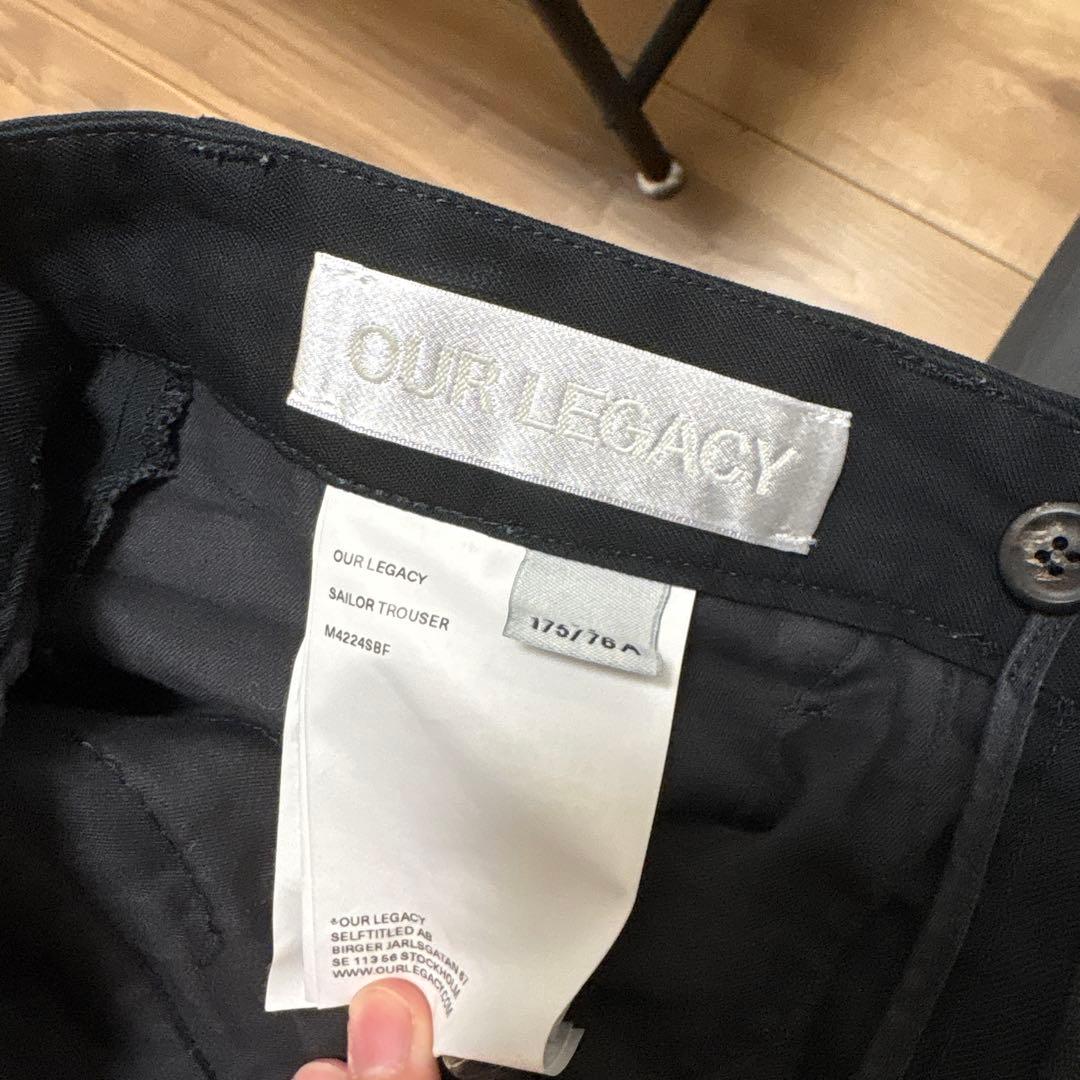 OUR LEGACY
OUR LEGACY
SAILOR TROUSER
M4224SBF
175/76A
®OUR LEGACY
SELFTITLED AB
BIRGER JARLSGATAN 57
SE 113 56 STOCKHOLM
WWW.OURLEGACY.COM